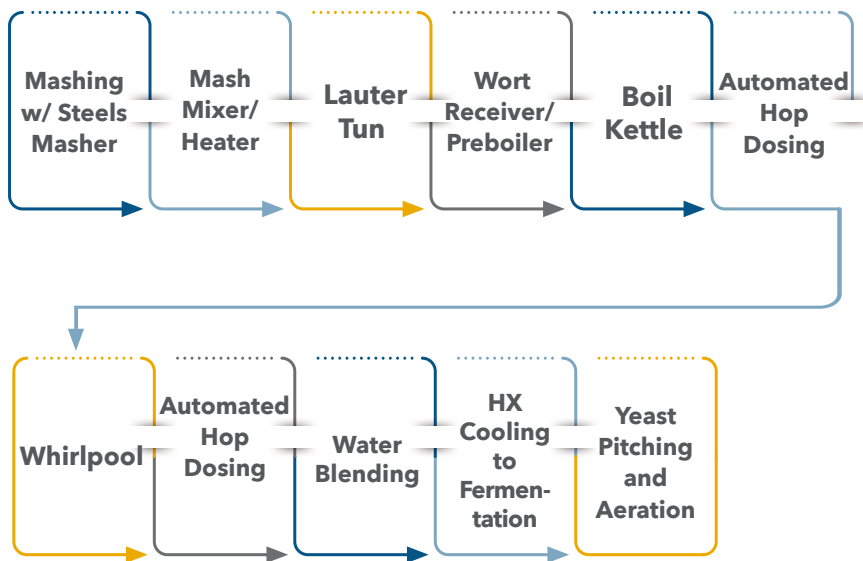 Mashing
w/ Steels
Masher
Mash
Mixer/
Heater
Lauter
Tun
Wort
Receiver/
Preboiler
Boil
Kettle
Automated
Hop
Dosing
Whirlpool
Automated
Hop
Dosing
Water
Blending
HX
Cooling
to
Fermen-
tation
Yeast
Pitching
and
Aeration